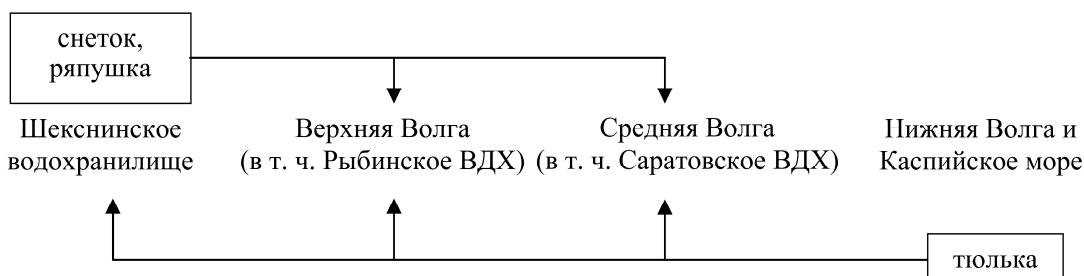 снеток,
ряпушка
Шекснинское
водохранилище
Верхняя Волга
(в т. ч. Рыбинское ВДХ)
Средняя Волга
(в т. ч. Саратовское ВДХ)
Нижняя Волга и
Каспийское море
тюлька